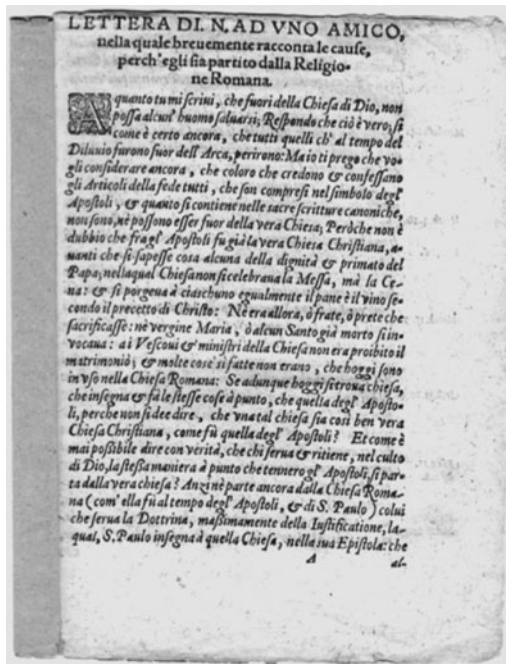 LETTERA DI. N. AD VNO AMICO,
nella quale breuemente racconta le cause,
perch'egli sia partito dalla Religio-
ne Romana.
A quanto tu mi scriui, che fuori della Chiesa di Dio, non
possa alcun' huomo saluarsi; Respondo che ciò è vero; si
come è certo ancora, che tutti quelli ch' al tempo del
Diluuio furono fuor dell' Arca, perirono: Ma io ti prego che vo-
gli considerare ancora, che coloro che credono & confessano
gli Articoli della fede tutti, che son compresi nel simbolo degl'
Apostoli, & quanto si contiene nelle sacre scritture canoniche,
non sono, nè possono esser fuor della vera Chiesa; Peròche non è
dubbio che fra gl' Apostoli fu già la vera Chiesa Christiana, a-
uanti che si sapesse cosa alcuna della dignità & primato del
Papa; nella qual Chiesa non si celebraua la Messa, mà la Ce-
na: & si porgeua à ciaschuno egualmente il pane è il vino se-
condo il precetto di Christo: Nè era allora, ò frate, ò prete che
sacrificasse: nè vergine Maria, ò alcun Santo già morto si in-
uocaua: a i Vescoui & ministri della Chiesa non era proibito il
matrimoniò; & molte cose si fatte non erano, che hoggi sono
in vso nella Chiesa Romana: Se adunque hoggi si troua chiesa,
che insegna & fa le stesse cose à punto, che quella degl' Aposto-
li, perche non si dee dire, che vna tal chiesa sia così ben vera
Chiesa Christiana, come fù quella degl' Apostoli? Et come è
mai possibile dire con verità, che chi serua & ritiene, nel culto
di Dio, la stessa maniera à punto che tennero gl' Apostoli, si par-
ta dalla vera chiesa? Anzi nè parte ancora dalla Chiesa Roma-
na (com' ella fù al tempo degl' Apostoli, & di S. Paulo) colui
che serua la Dottrina, massimamente della Iustificatione, la-
qual, S. Paulo insegna à quella Chiesa, nella sua Epistola: che
A al-